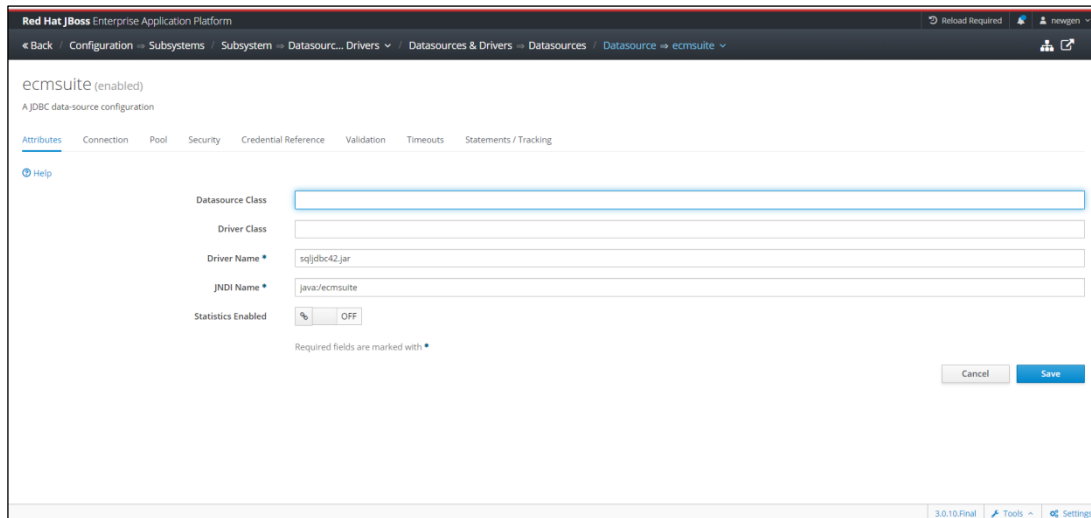 Red Hat JBoss Enterprise Application Platform Reload Required newgen
« Back / Configuration ⇒ Subsystems / Subsystem ⇒ Datasourc... Drivers / Datasources & Drivers ⇒ Datasources / Datasource ⇒ ecmsuite
ecmsuite (enabled)
A JDBC data-source configuration
Attributes Connection Pool Security Credential Reference Validation Timeouts Statements / Tracking
Help
Datasource Class
Driver Class
Driver Name * sqljdbc42.jar
JNDI Name * java:/ecmsuite
Statistics Enabled OFF
Required fields are marked with *
Cancel Save
3.0.10.Final Tools Settings